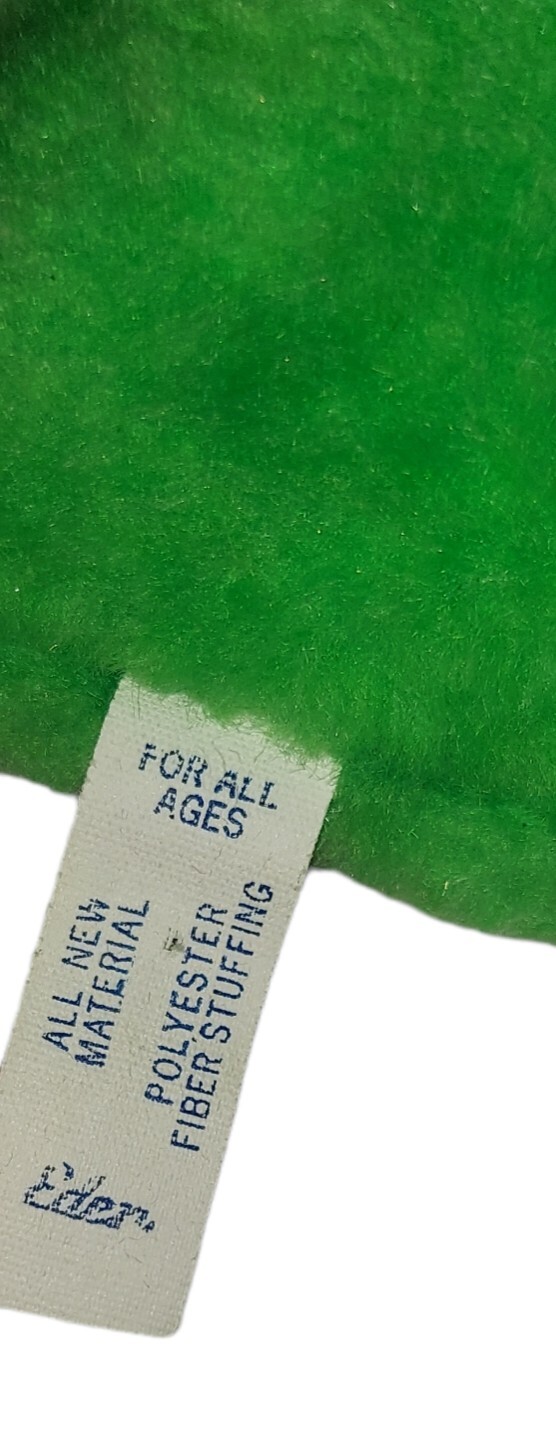 FOR ALL
AGES
ALL NEW
MATERIAL
POLYESTER
FIBER STUFFING
Eden.